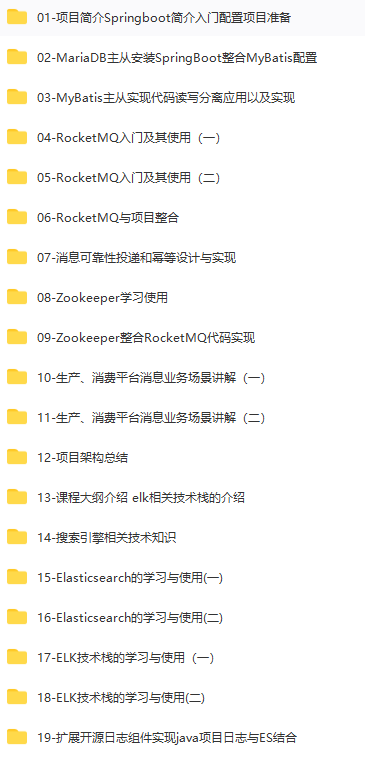 01-项目简介Springboot简介入门配置项目准备
02-MariaDB主从安装SpringBoot整合MyBatis配置
03-MyBatis主从实现代码读写分离应用以及实现
04-RocketMQ入门及其使用（一）
05-RocketMQ入门及其使用（二）
06-RocketMQ与项目整合
07-消息可靠性投递和幂等设计与实现
08-Zookeeper学习使用
09-Zookeeper整合RocketMQ代码实现
10-生产、消费平台消息业务场景讲解（一）
11-生产、消费平台消息业务场景讲解（二）
12-项目架构总结
13-课程大纲介绍 elk相关技术栈的介绍
14-搜索引擎相关技术知识
15-Elasticsearch的学习与使用(一)
16-Elasticsearch的学习与使用(二)
17-ELK技术栈的学习与使用（一）
18-ELK技术栈的学习与使用(二)
19-扩展开源日志组件实现java项目日志与ES结合